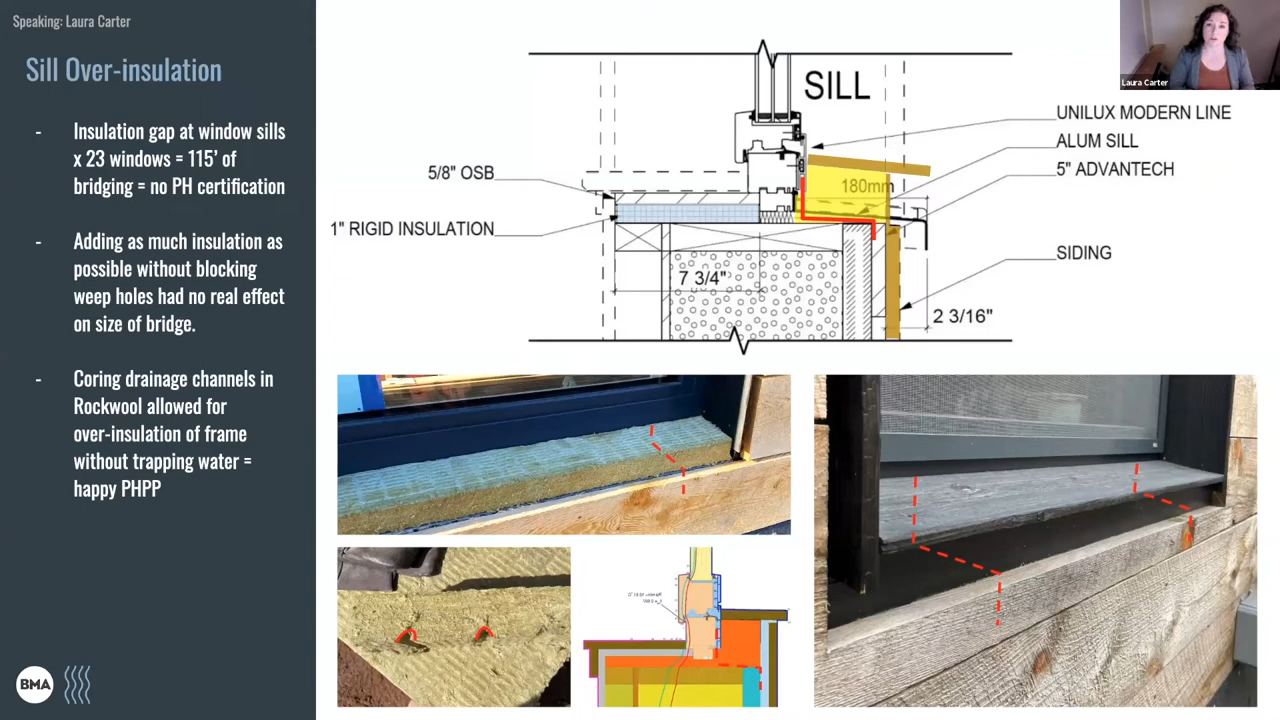 Speaking: Laura Carter
Sill Over-insulation
- Insulation gap at window sills
x 23 windows = 115’ of
bridging = no PH certification
- Adding as much insulation as
possible without blocking
weep holes had no real effect
on size of bridge.
- Coring drainage channels in
Rockwool allowed for
over-insulation of frame
without trapping water =
happy PHPP
BMA
SILL
UNILUX MODERN LINE
ALUM SILL
5" ADVANTECH
5/8" OSB
180mm
1" RIGID INSULATION
SIDING
7 3/4"
2 3/16"
Laura Carter